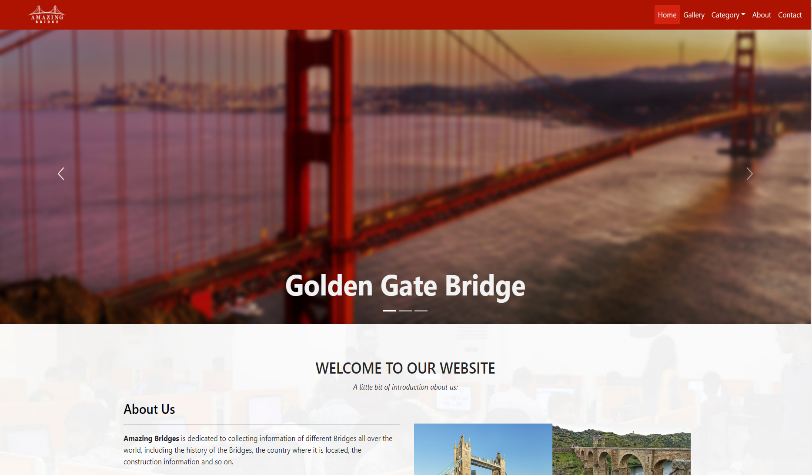 AMAZING
BRIDGE
Home Gallery Category About Contact
Golden Gate Bridge
WELCOME TO OUR WEBSITE
A little bit of introduction about us:
About Us
Amazing Bridges is dedicated to collecting information of different Bridges all over the
world, including the history of the Bridges, the country where it is located, the
construction information and so on.